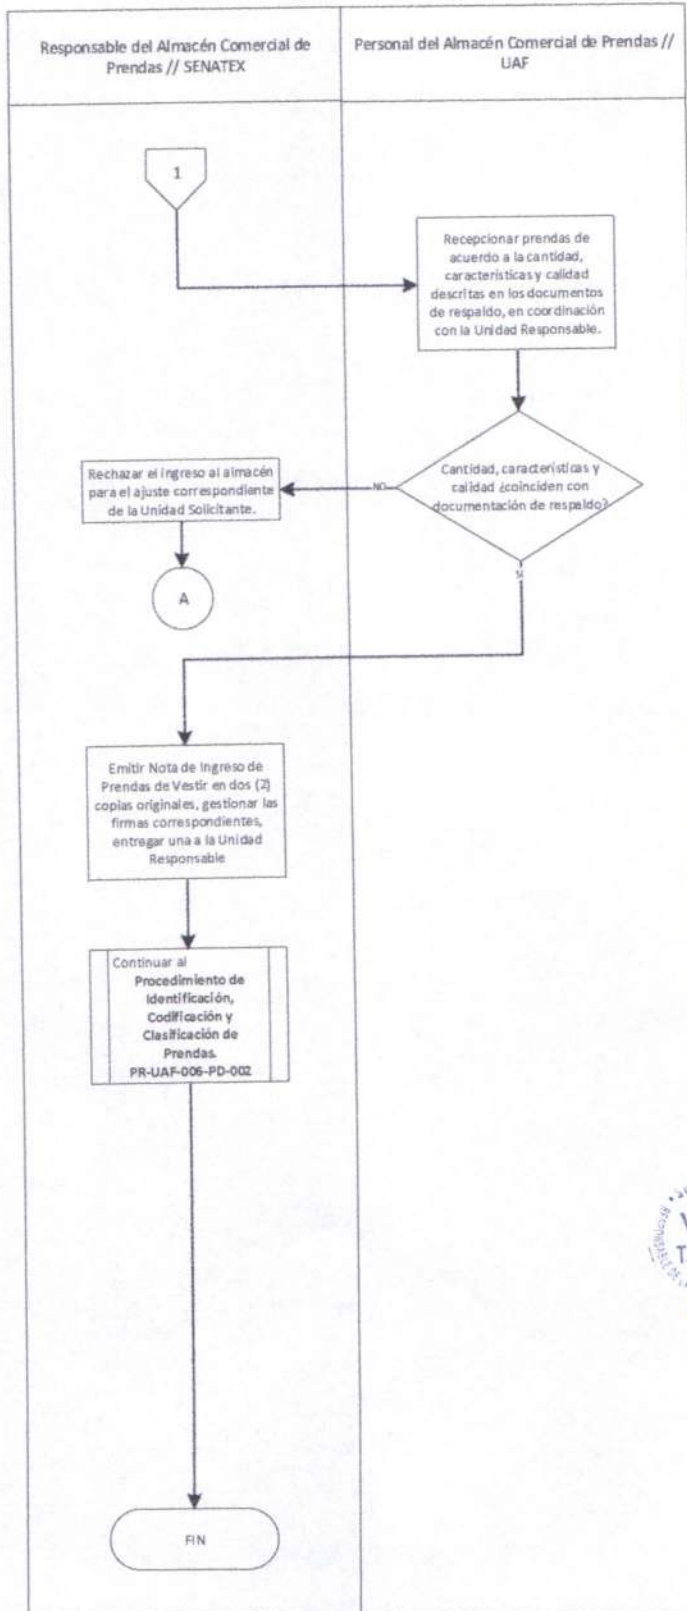 Responsable del Almacén Comercial de
Prendas // SENATEX
Personal del Almacén Comercial de Prendas //
UAF
1
Recepcionar prendas de
acuerdo a la cantidad,
características y calidad
descritas en los documentos
de respaldo, en coordinación
con la Unidad Responsable.
Cantidad, características y
calidad ¿coinciden con
documentación de respaldo?
NO
Rechazar el ingreso al almacén
para el ajuste correspondiente
de la Unidad Solicitante.
A
SI
Emitir Nota de Ingreso de
Prendas de Vestir en dos (2)
copias originales, gestionar las
firmas correspondientes,
entregar una a la Unidad
Responsable
Continuar al
Procedimiento de
Identificación,
Codificación y
Clasificación de
Prendas.
PR-UAF-006-PD-002
FIN